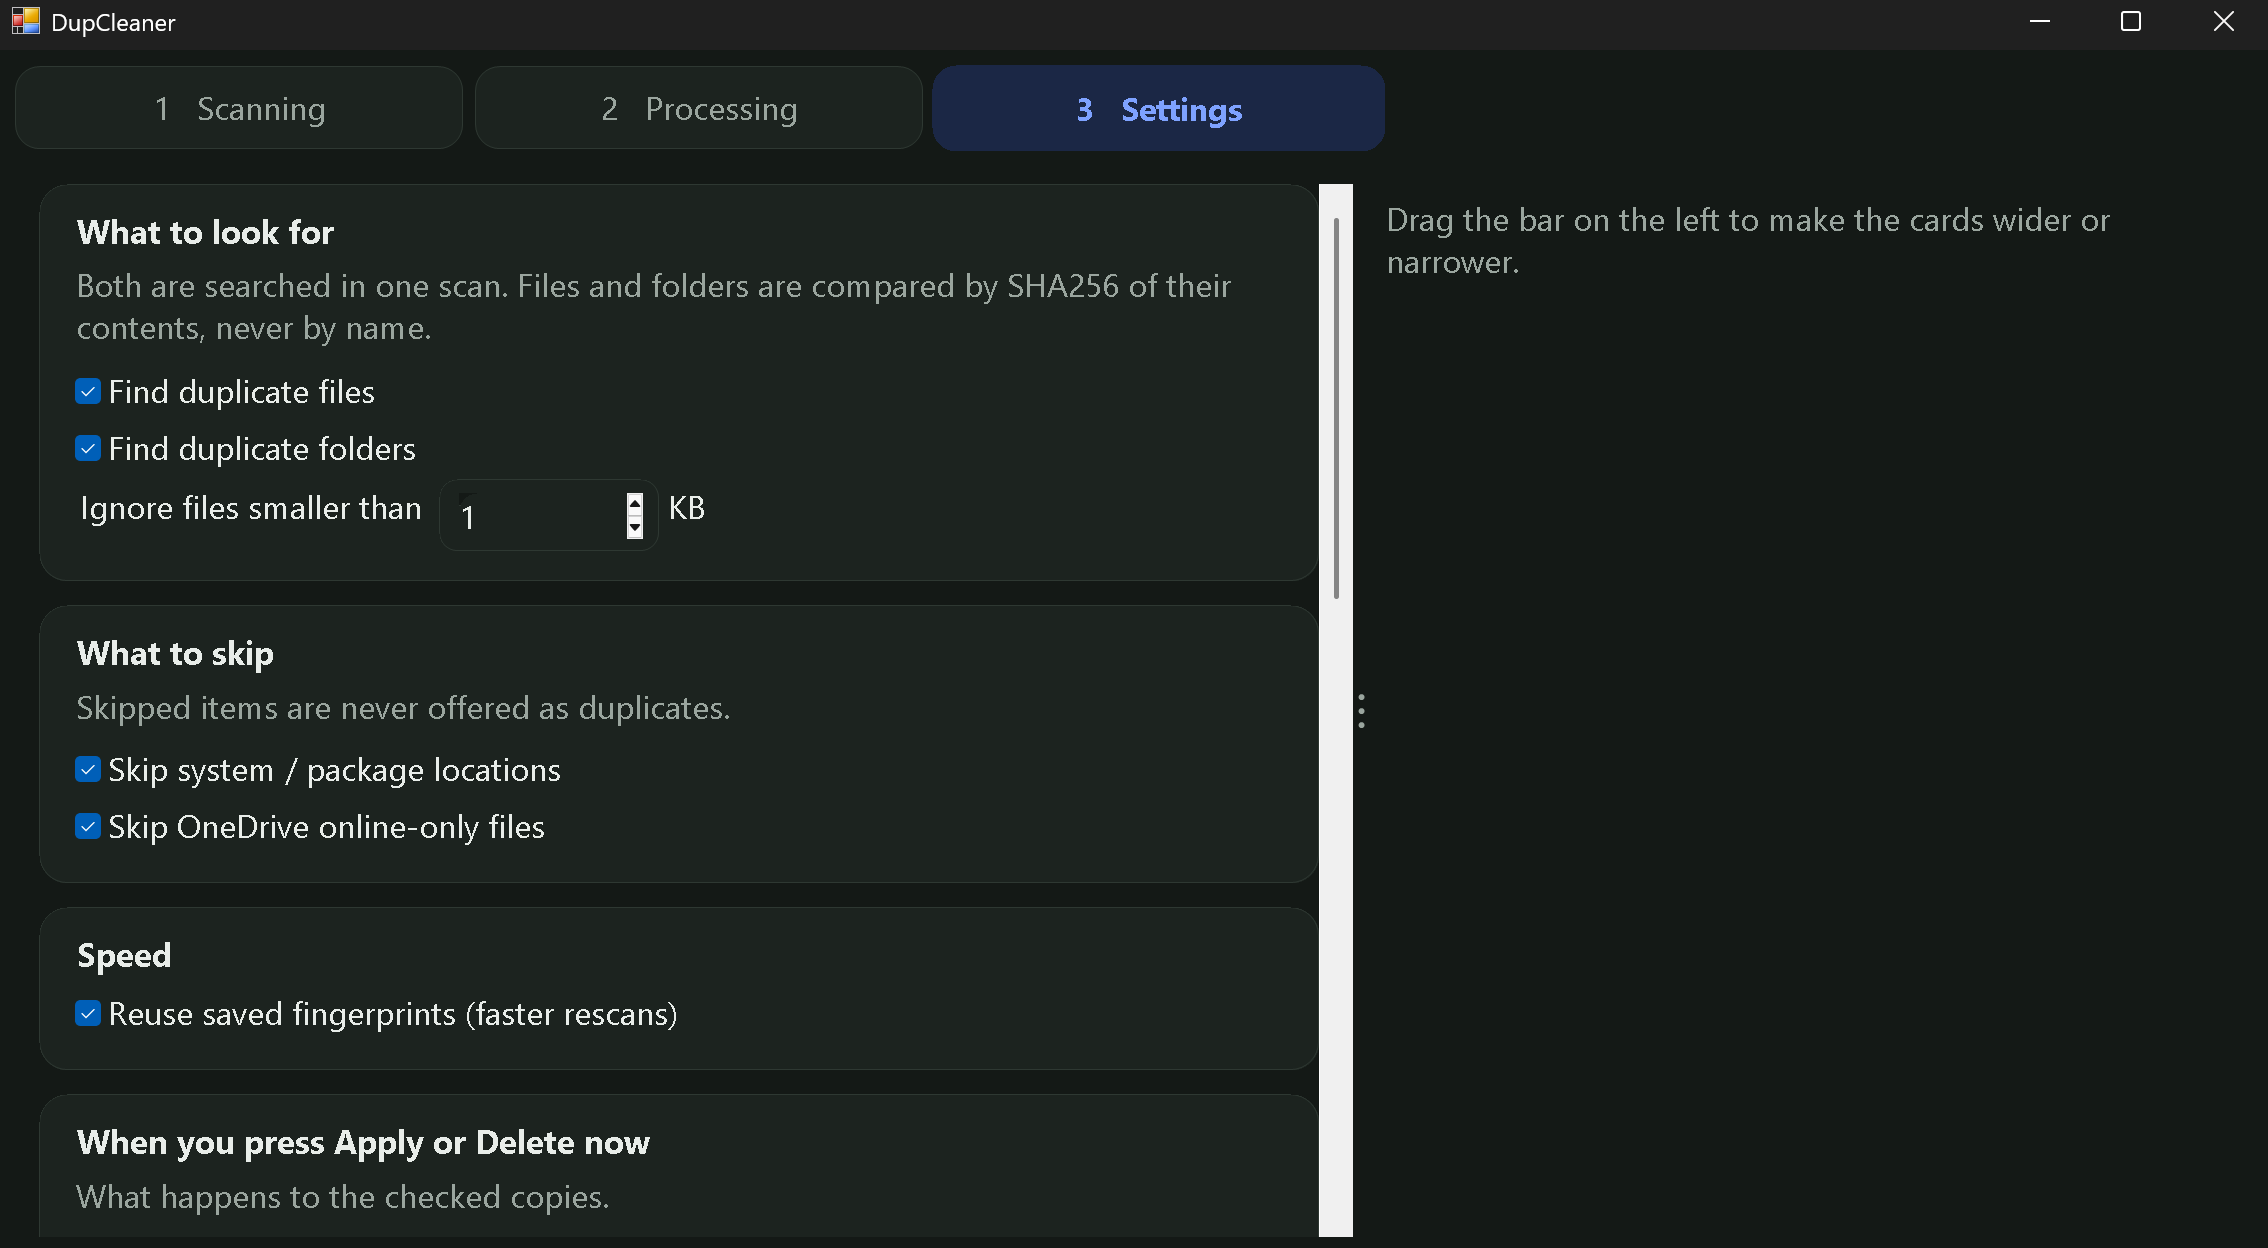 DupCleaner
1 Scanning
2 Processing
3 Settings
What to look for
Both are searched in one scan. Files and folders are compared by SHA256 of their
contents, never by name.
Find duplicate files
Find duplicate folders
Ignore files smaller than 1 KB
What to skip
Skipped items are never offered as duplicates.
Skip system / package locations
Skip OneDrive online-only files
Speed
Reuse saved fingerprints (faster rescans)
When you press Apply or Delete now
What happens to the checked copies.
Drag the bar on the left to make the cards wider or
narrower.